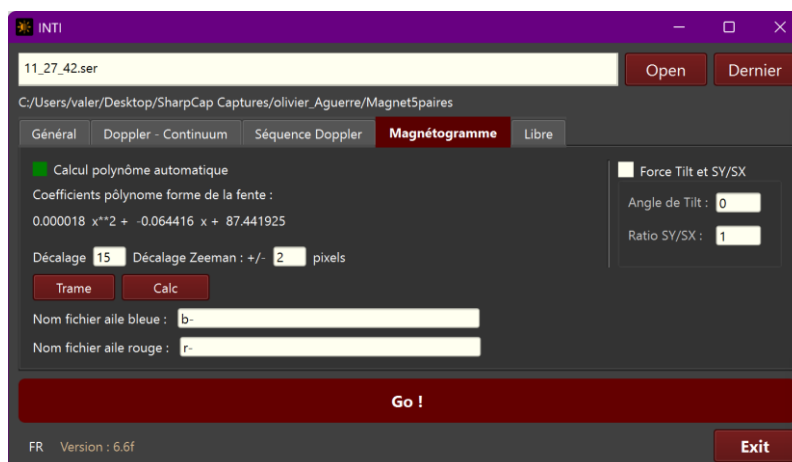 INTI
11_27_42.ser Open Dernier
C:/Users/valer/Desktop/SharpCap Captures/olivier_Aguerre/Magnet5paires
Général Doppler - Continuum Séquence Doppler Magnétogramme Libre
Calcul polynôme automatique
Coefficients pôlynome forme de la fente :
0.000018 x**2 + -0.064416 x + 87.441925
Décalage 15 Décalage Zeeman : +/- 2 pixels
Trame Calc
Nom fichier aile bleue : b-
Nom fichier aile rouge : r-
Force Tilt et SY/SX
Angle de Tilt : 0
Ratio SY/SX : 1
Go !
FR Version : 6.6f Exit